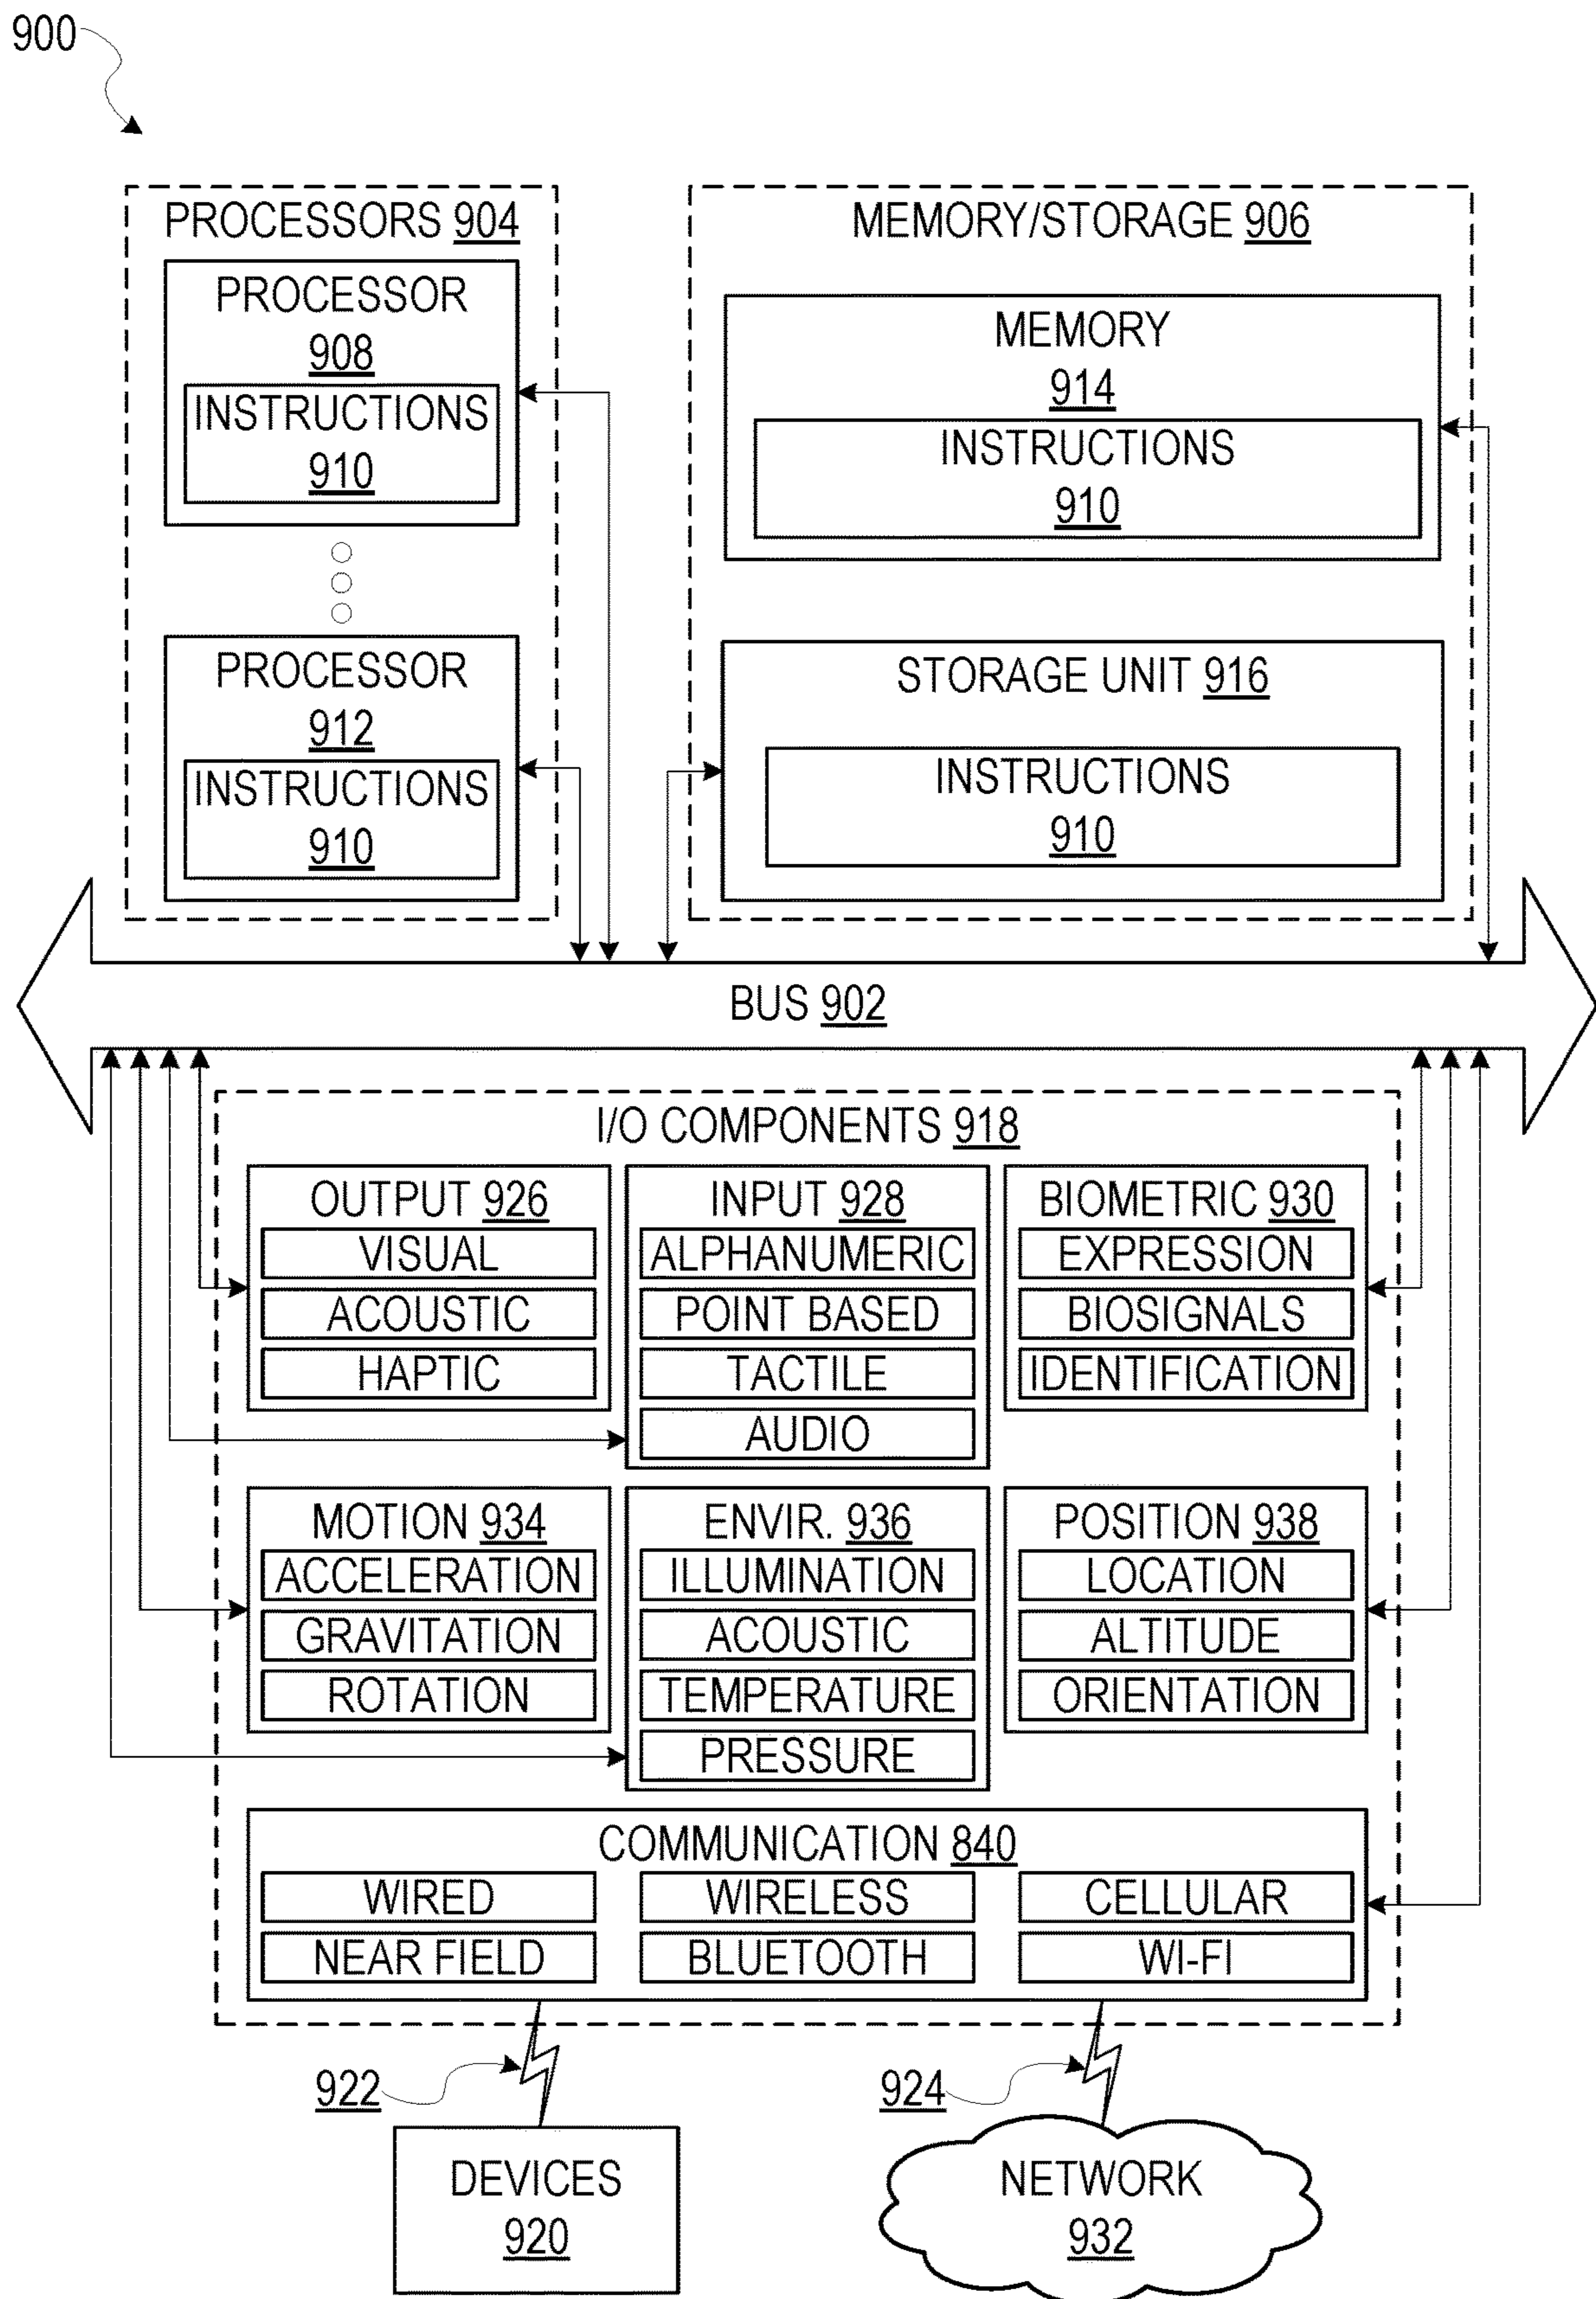 900
PROCESSORS 904
PROCESSOR
908
INSTRUCTIONS
910
PROCESSOR
912
INSTRUCTIONS
910
MEMORY/STORAGE 906
MEMORY
914
INSTRUCTIONS
910
STORAGE UNIT 916
INSTRUCTIONS
910
BUS 902
I/O COMPONENTS 918
OUTPUT 926
VISUAL
ACOUSTIC
HAPTIC
INPUT 928
ALPHANUMERIC
POINT BASED
TACTILE
AUDIO
BIOMETRIC 930
EXPRESSION
BIOSIGNALS
IDENTIFICATION
MOTION 934
ACCELERATION
GRAVITATION
ROTATION
ENVIR. 936
ILLUMINATION
ACOUSTIC
TEMPERATURE
PRESSURE
POSITION 938
LOCATION
ALTITUDE
ORIENTATION
COMMUNICATION 840
WIRED
WIRELESS
CELLULAR
NEAR FIELD
BLUETOOTH
WI-FI
922
924
DEVICES
920
NETWORK
932